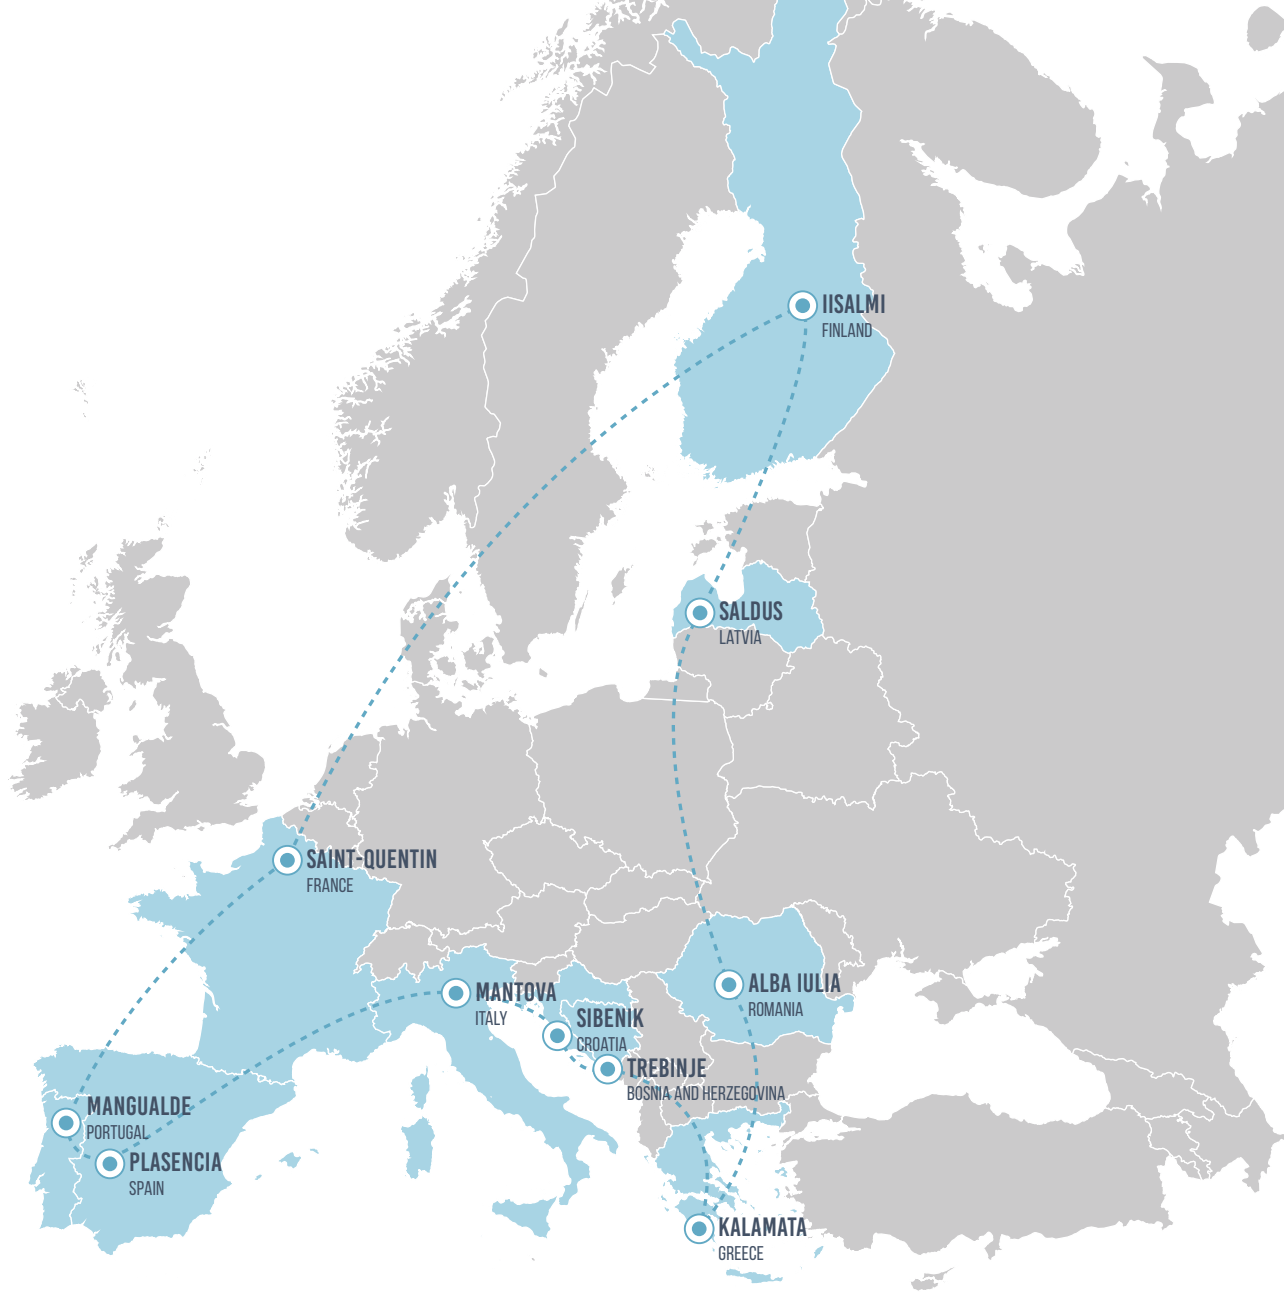 IISALMI
FINLAND
SALDUS
LATVIA
SAINT-QUENTIN
FRANCE
ALBA IULIA
ROMANIA
MANTOVA
ITALY
SIBENIK
CROATIA
TREBINJE
BOSNIA AND HERZEGOVINA
MANGUALDE
PORTUGAL
PLASENCIA
SPAIN
KALAMATA
GREECE